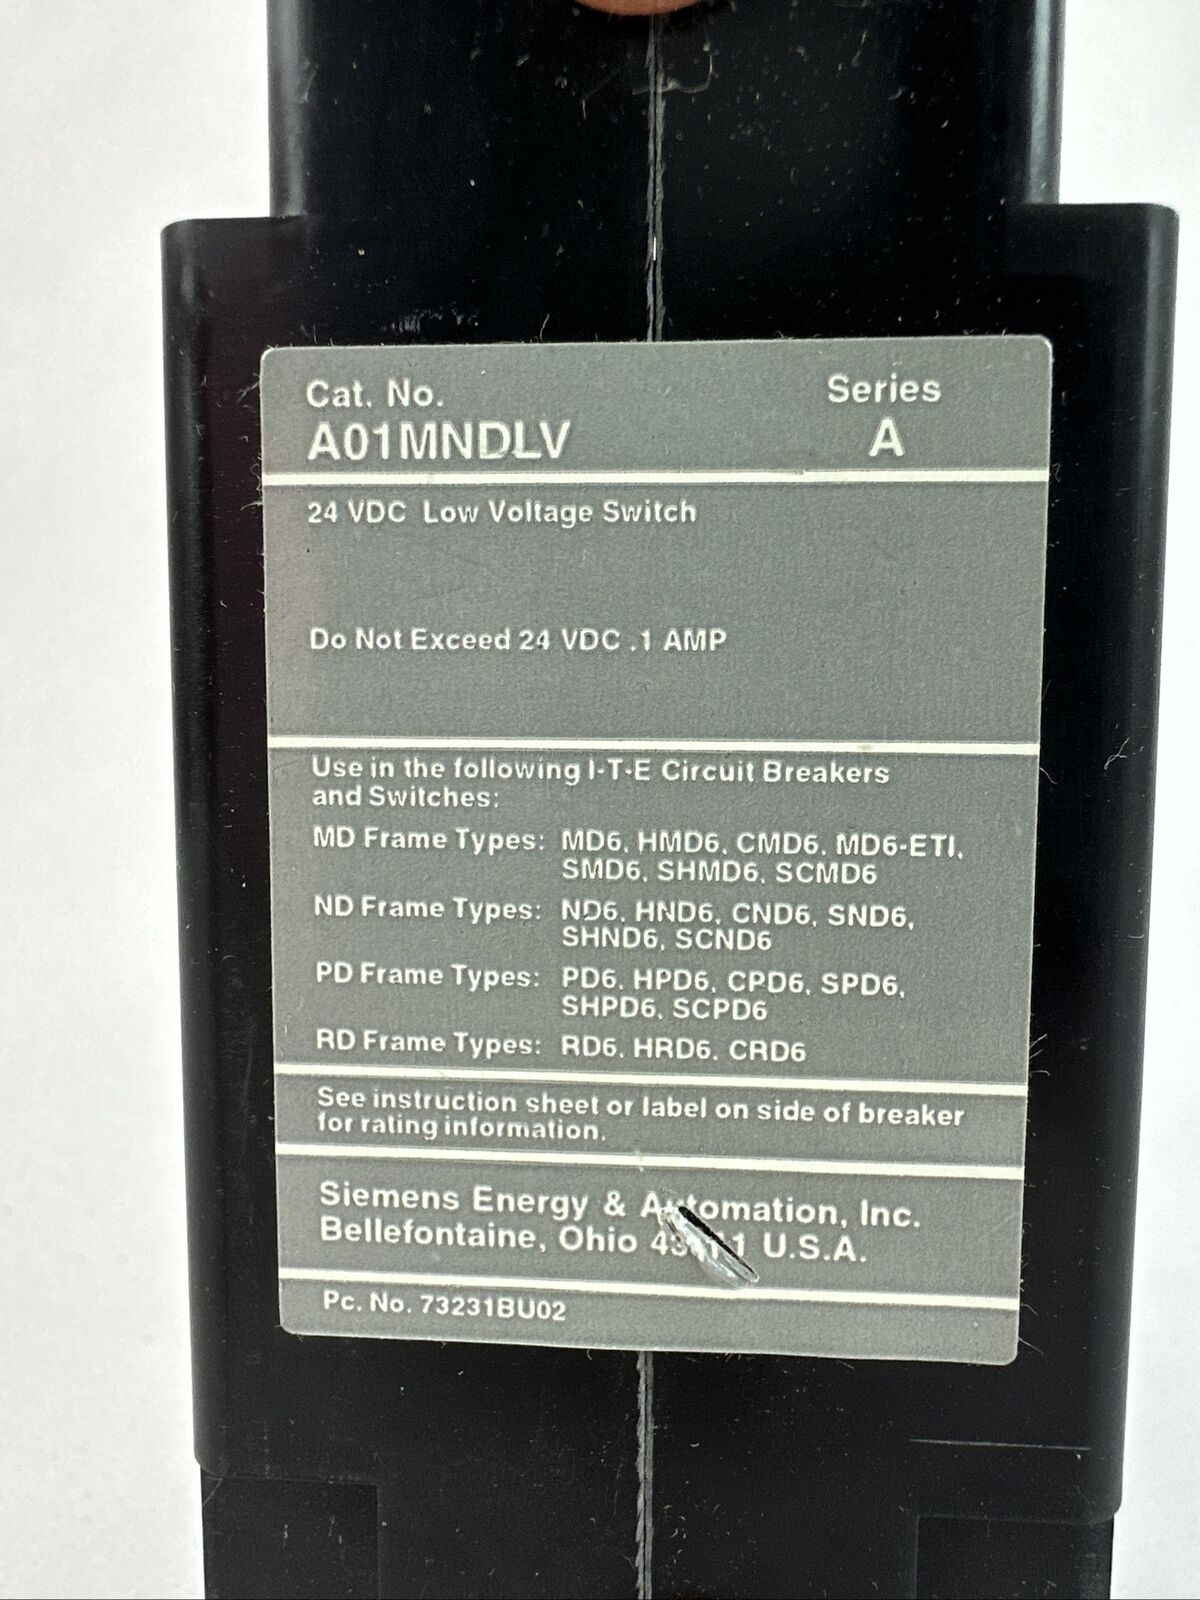 Cat. No. Series
A01MNDLV A
24 VDC Low Voltage Switch
Do Not Exceed 24 VDC .1 AMP
Use in the following I-T-E Circuit Breakers
and Switches:
MD Frame Types: MD6, HMD6, CMD6, MD6-ETI,
SMD6, SHMD6, SCMD6
ND Frame Types: ND6, HND6, CND6, SND6,
SHND6, SCND6
PD Frame Types: PD6, HPD6, CPD6, SPD6,
SHPD6, SCPD6
RD Frame Types: RD6, HRD6, CRD6
See instruction sheet or label on side of breaker
for rating information.
Siemens Energy & Automation, Inc.
Bellefontaine, Ohio U.S.A.
Pc. No. 73231BU02